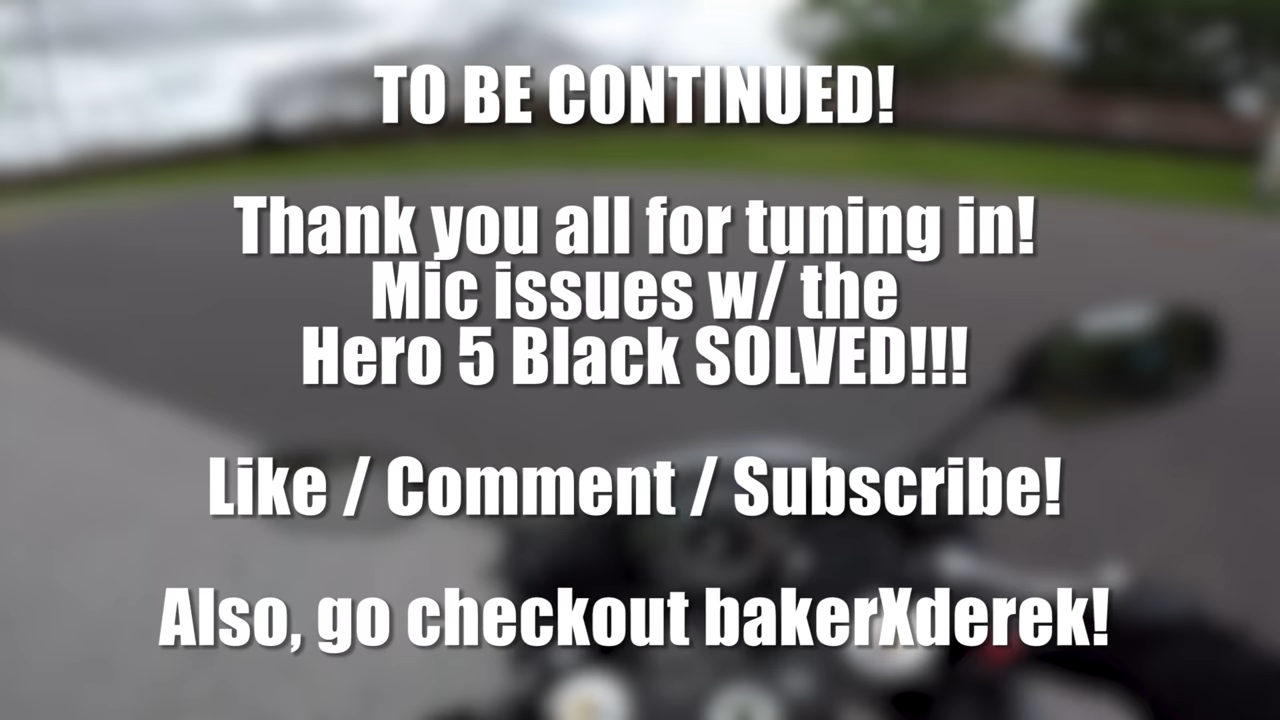 TO BE CONTINUED!
Thank you all for tuning in!
Mic issues w/ the
Hero 5 Black SOLVED!!!
Like / Comment / Subscribe!
Also, go checkout bakerXderek!